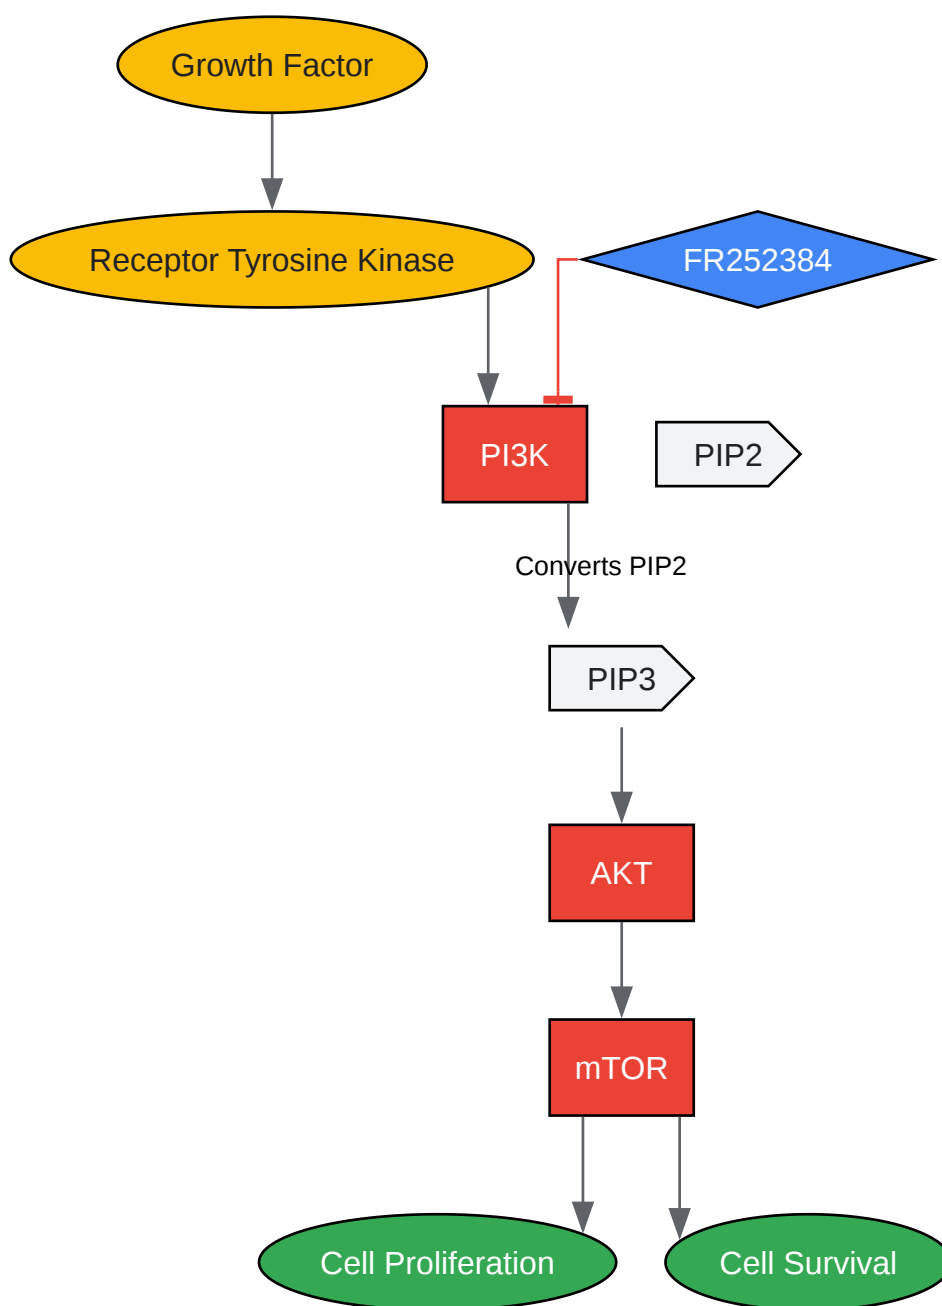 Growth Factor
Receptor Tyrosine Kinase
FR252384
PI3K
PIP2
Converts PIP2
PIP3
AKT
mTOR
Cell Proliferation
Cell Survival